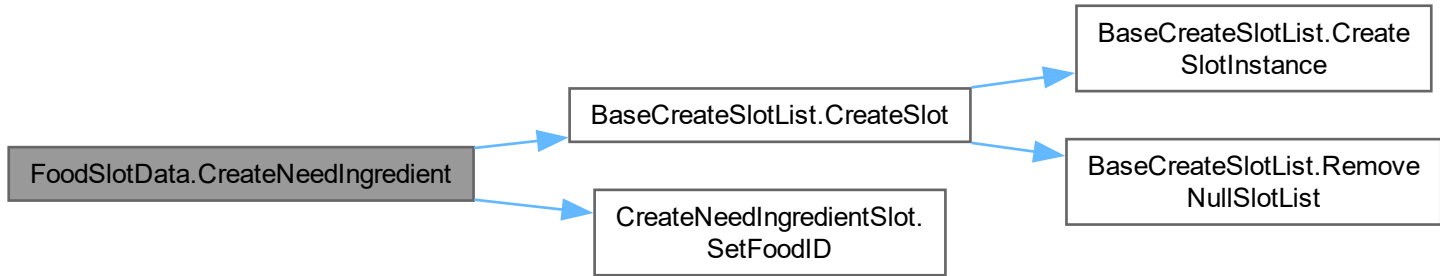 FoodSlotData.CreateNeedIngredient
BaseCreateSlotList.CreateSlot
BaseCreateSlotList.Create
SlotInstance
BaseCreateSlotList.Remove
NullSlotList
CreateNeedIngredientSlot.
SetFoodID